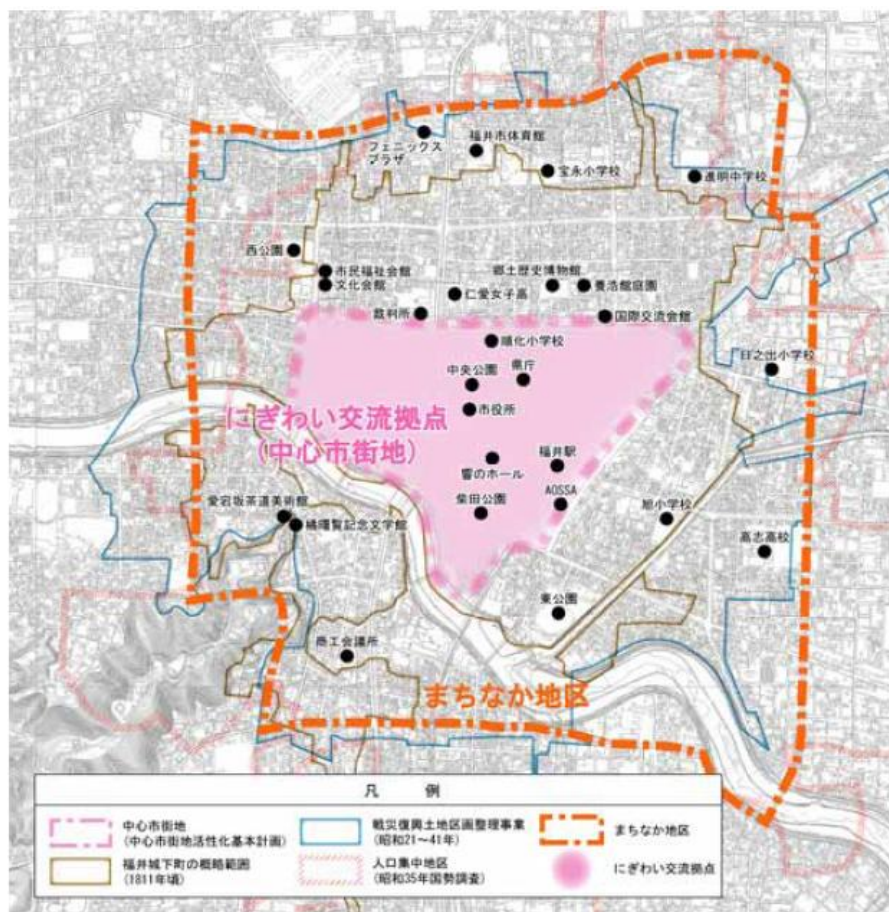 フェニックス
プラザ
福井市体育館
宝永小学校
進明中学校
西公園
市民福祉会館
文化会館
郷土歴史博物館
養浩館庭園
仁愛女子高
裁判所
国際交流会館
順化小学校
日之出小学校
中央公園
県庁
市役所
にぎわい交流拠点
(中心市街地)
響のホール
福井駅
AOSSA
柴田公園
愛宕坂茶道美術館
橘曙覧記念文学館
旭小学校
高志高校
東公園
商工会議所
まちなか地区
凡 例
中心市街地
(中心市街地活性化基本計画)
戦災復興土地区画整理事業
(昭和21~41年)
まちなか地区
福井城下町の概略範囲
(1811年頃)
人口集中地区
(昭和35年国勢調査)
にぎわい交流拠点